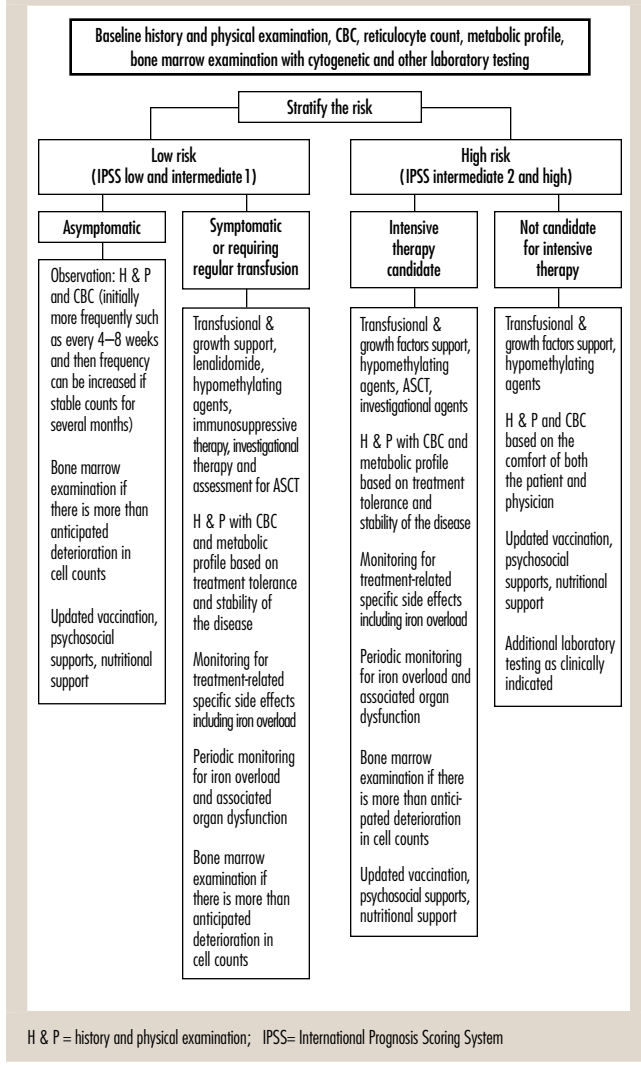 Baseline history and physical examination, CBC, reticulocyte count, metabolic profile,
bone marrow examination with cytogenetic and other laboratory testing
Stratify the risk
Low risk
(IPSS low and intermediate 1)
Asymptomatic
Observation: H & P
and CBC (initially
more frequently such
as every 4–8 weeks
and then frequency
can be increased if
stable counts for
several months)
Bone marrow
examination if
there is more than
anticipated
deterioration in
cell counts
Updated vaccination,
psychosocial
supports, nutritional
support
Symptomatic
or requiring
regular transfusion
Transfusional &
growth support,
lenalidomide,
hypomethylating
agents,
immunosuppressive
therapy, investigational
therapy and
assessment for ASCT
H & P with CBC
and metabolic
profile based on
treatment tolerance
and stability of
the disease
Monitoring for
treatment-related
specific side effects
including iron overload
Periodic monitoring
for iron overload
and associated
organ dysfunction
Bone marrow
examination if
there is more than
anticipated
deterioration in
cell counts
High risk
(IPSS intermediate 2 and high)
Intensive
therapy
candidate
Transfusional &
growth factors support,
hypomethylating
agents, ASCT,
investigational agents
H & P with CBC and
metabolic profile
based on treatment
tolerance and
stability of the disease
Monitoring for
treatment-related
specific side effects
including iron overload
Periodic monitoring
for iron overload and
associated organ
dysfunction
Bone marrow
examination if there
is more than antici-
pated deterioration
in cell counts
Updated vaccination,
psychosocial supports,
nutritional support
Not candidate
for intensive
therapy
Transfusional &
growth factors support,
hypomethylating
agents
H & P and CBC
based on the
comfort of both
the patient and
physician
Updated vaccination,
psychosocial
supports, nutritional
support
Additional laboratory
testing as clinically
indicated
H & P = history and physical examination; IPSS= International Prognosis Scoring System